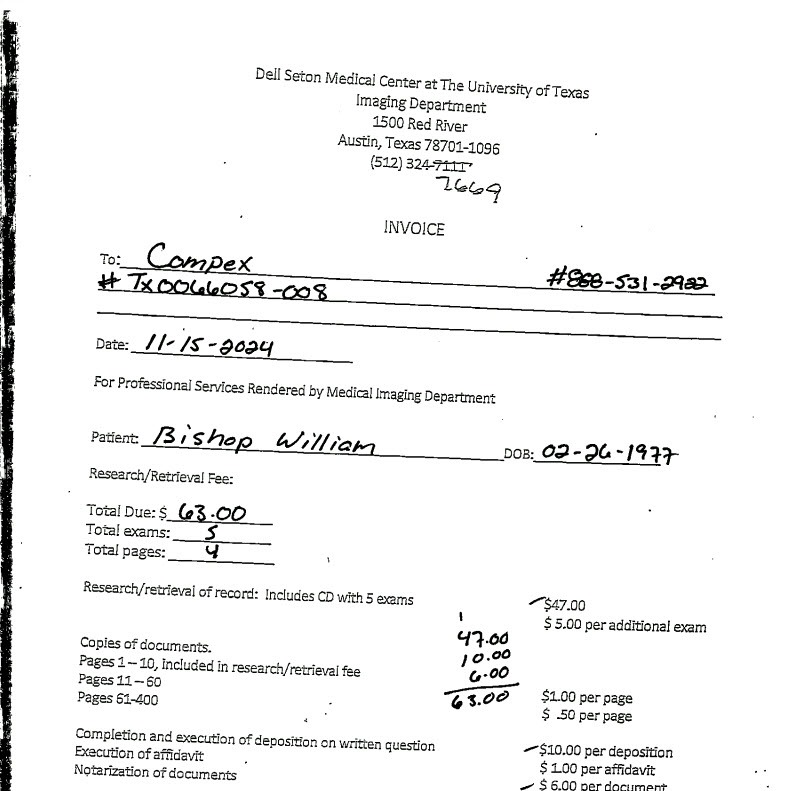 Dell Seton Medical Center at The University of Texas
Imaging Department
1500 Red River
Austin, Texas 78701-1096
(512) 324-7111
7669
INVOICE
To: Compex
# TX0066058-008 #868-531-2982
Date: 11-15-2024
For Professional Services Rendered by Medical Imaging Department
Patient: Bishop William DOB: 02-26-1977
Research/Retrieval Fee:
Total Due: $ 63.00
Total exams: 5
Total pages: 4
Research/retrieval of record: Includes CD with 5 exams $47.00
$ 5.00 per additional exam
1
47.00
Copies of documents.
10.00
Pages 1 – 10, included in research/retrieval fee
6.00
Pages 11 – 60 $1.00 per page
63.00
Pages 61-400 $ .50 per page
Completion and execution of deposition on written question $10.00 per deposition
Execution of affidavit $ 1.00 per affidavit
Notarization of documents $ 6.00 per document